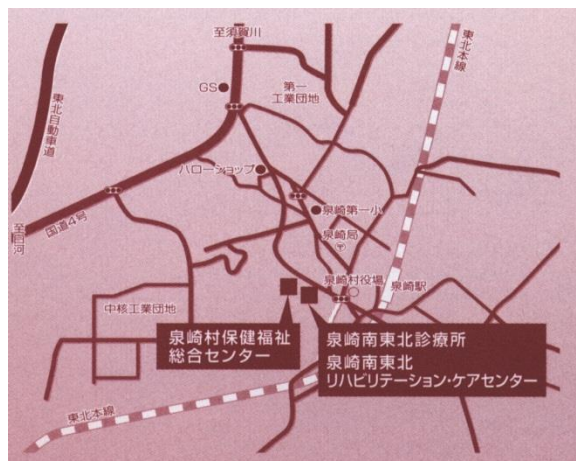 至須賀川
東北本線
GS
第一
工業団地
東北自動車道
ハローショップ
泉崎第一小
国道4号
至白河
泉崎局
泉崎村役場
泉崎駅
中核工業団地
泉崎村保健福祉
総合センター
泉崎南東北診療所
泉崎南東北
リハビリテーション・ケアセンター
東北本線